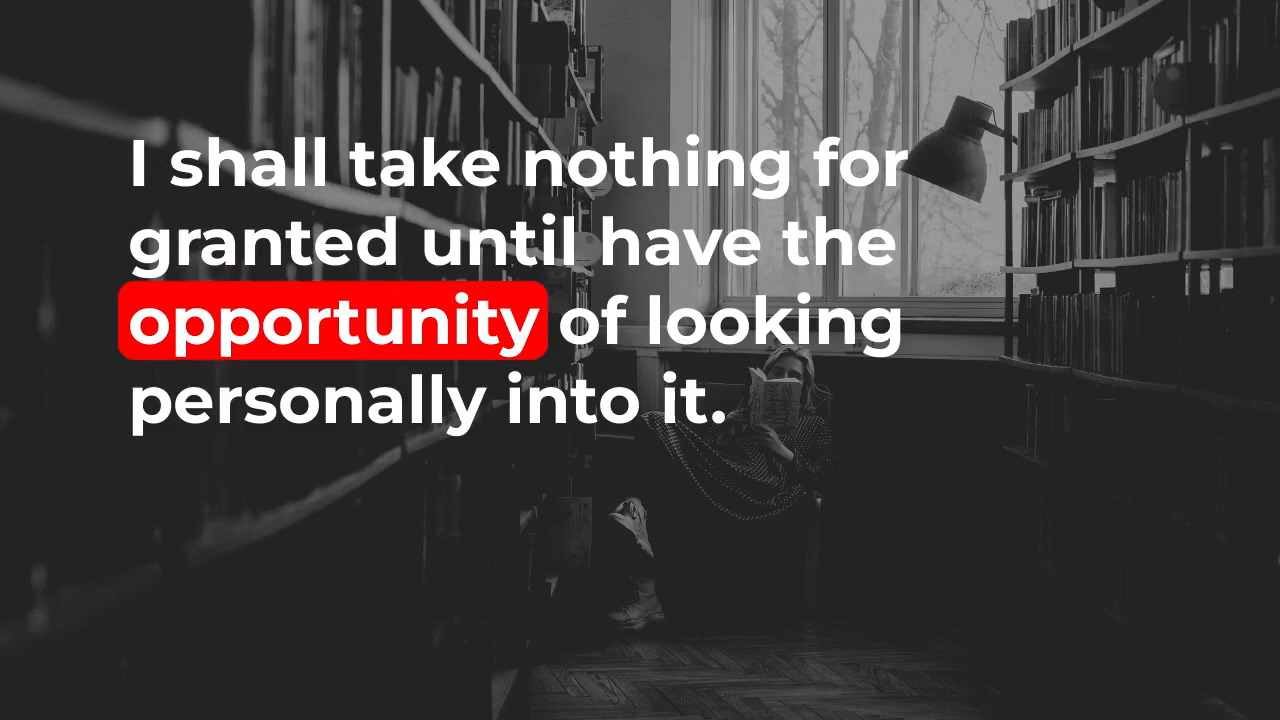 I shall take nothing for
granted until have the
opportunity of looking
personally into it.